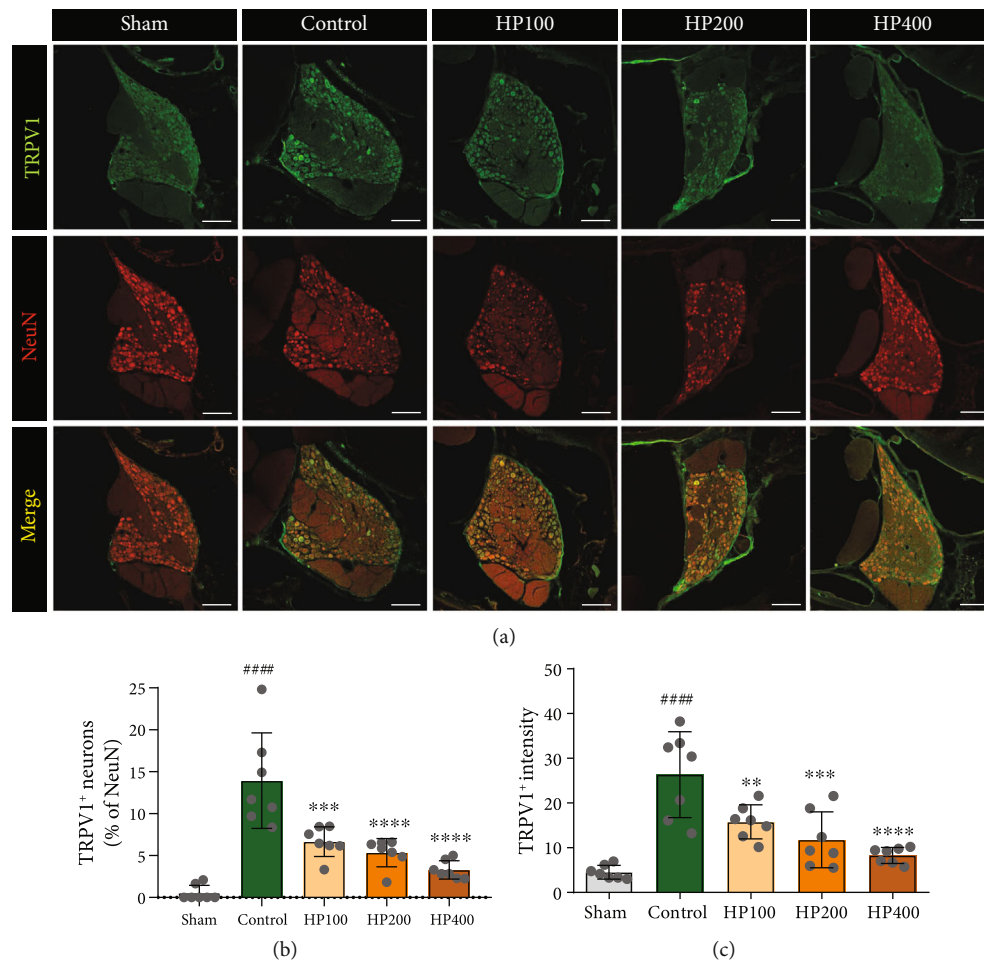 Sham Control HP100 HP200 HP400
TRPV1
NeuN
Merge
(a)
TRPV1⁺ neurons
(% of NeuN)
25
20
15
10
5
0
####
***
****
****
Sham Control HP100 HP200 HP400
(b)
TRPV1⁺ intensity
50
40
30
20
10
0
####
**
***
****
Sham Control HP100 HP200 HP400
(c)